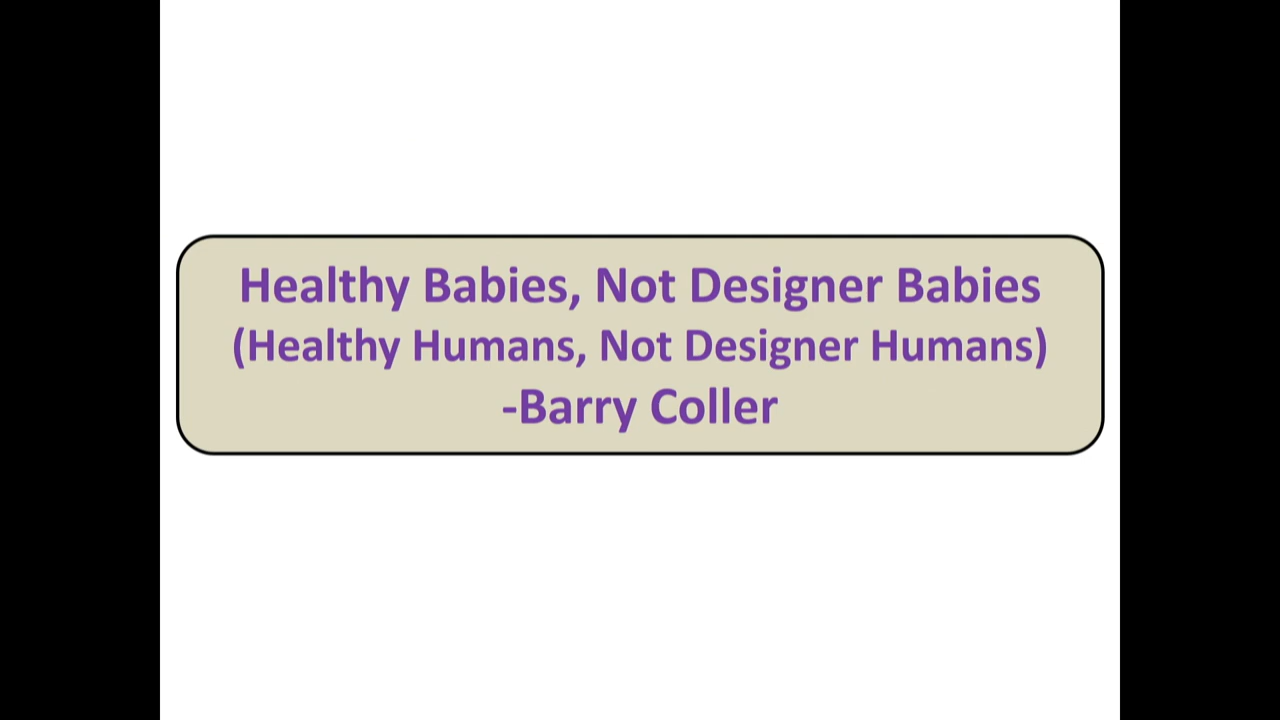 Healthy Babies, Not Designer Babies
(Healthy Humans, Not Designer Humans)
-Barry Coller